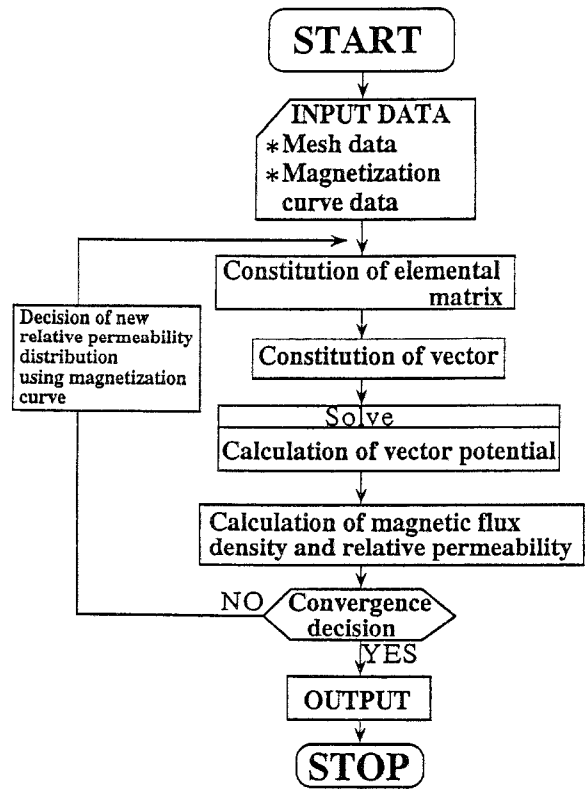 START
INPUT DATA
*Mesh data
*Magnetization
curve data
Constitution of elemental
matrix
Decision of new
relative permeability
distribution
using magnetization
curve
Constitution of vector
Solve
Calculation of vector potential
Calculation of magnetic flux
density and relative permeability
NO
Convergence
decision
YES
OUTPUT
STOP